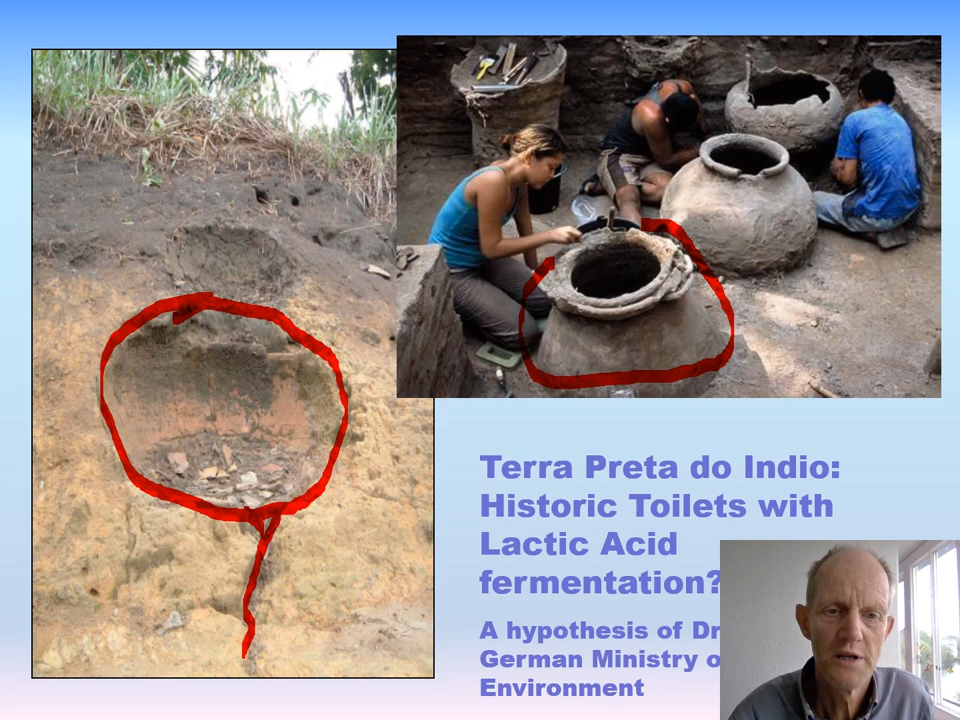 Terra Preta do Indio:
Historic Toilets with
Lactic Acid
fermentation?
A hypothesis of Dr
German Ministry o
Environment